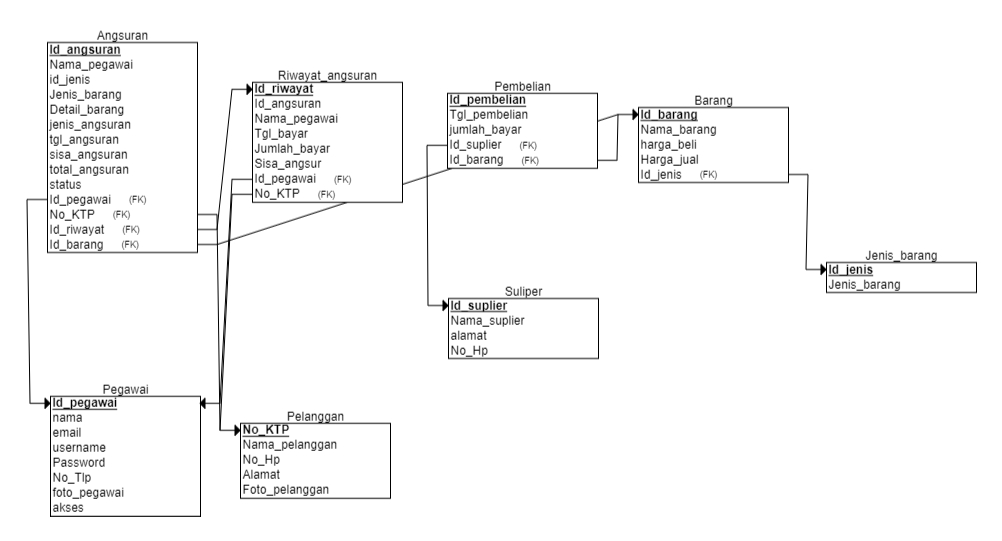 Angsuran
Id_angsuran
Nama_pegawai
id_jenis
Jenis_barang
Detail_barang
jenis_angsuran
tgl_angsuran
sisa_angsuran
total_angsuran
status
Id_pegawai (FK)
No_KTP (FK)
Id_riwayat (FK)
Id_barang (FK)
Riwayat_angsuran
Id_riwayat
Id_angsuran
Nama_pegawai
Tgl_bayar
Jumlah_bayar
Sisa_angsur
Id_pegawai (FK)
No_KTP (FK)
Pembelian
Id_pembelian
Tgl_pembelian
jumlah_bayar
Id_suplier (FK)
Id_barang (FK)
Barang
Id_barang
Nama_barang
harga_beli
Harga_jual
Id_jenis (FK)
Jenis_barang
Id_jenis
Jenis_barang
Suliper
Id_suplier
Nama_suplier
alamat
No_Hp
Pegawai
Id_pegawai
nama
email
username
Password
No_Tlp
foto_pegawai
akses
Pelanggan
No_KTP
Nama_pelanggan
No_Hp
Alamat
Foto_pelanggan